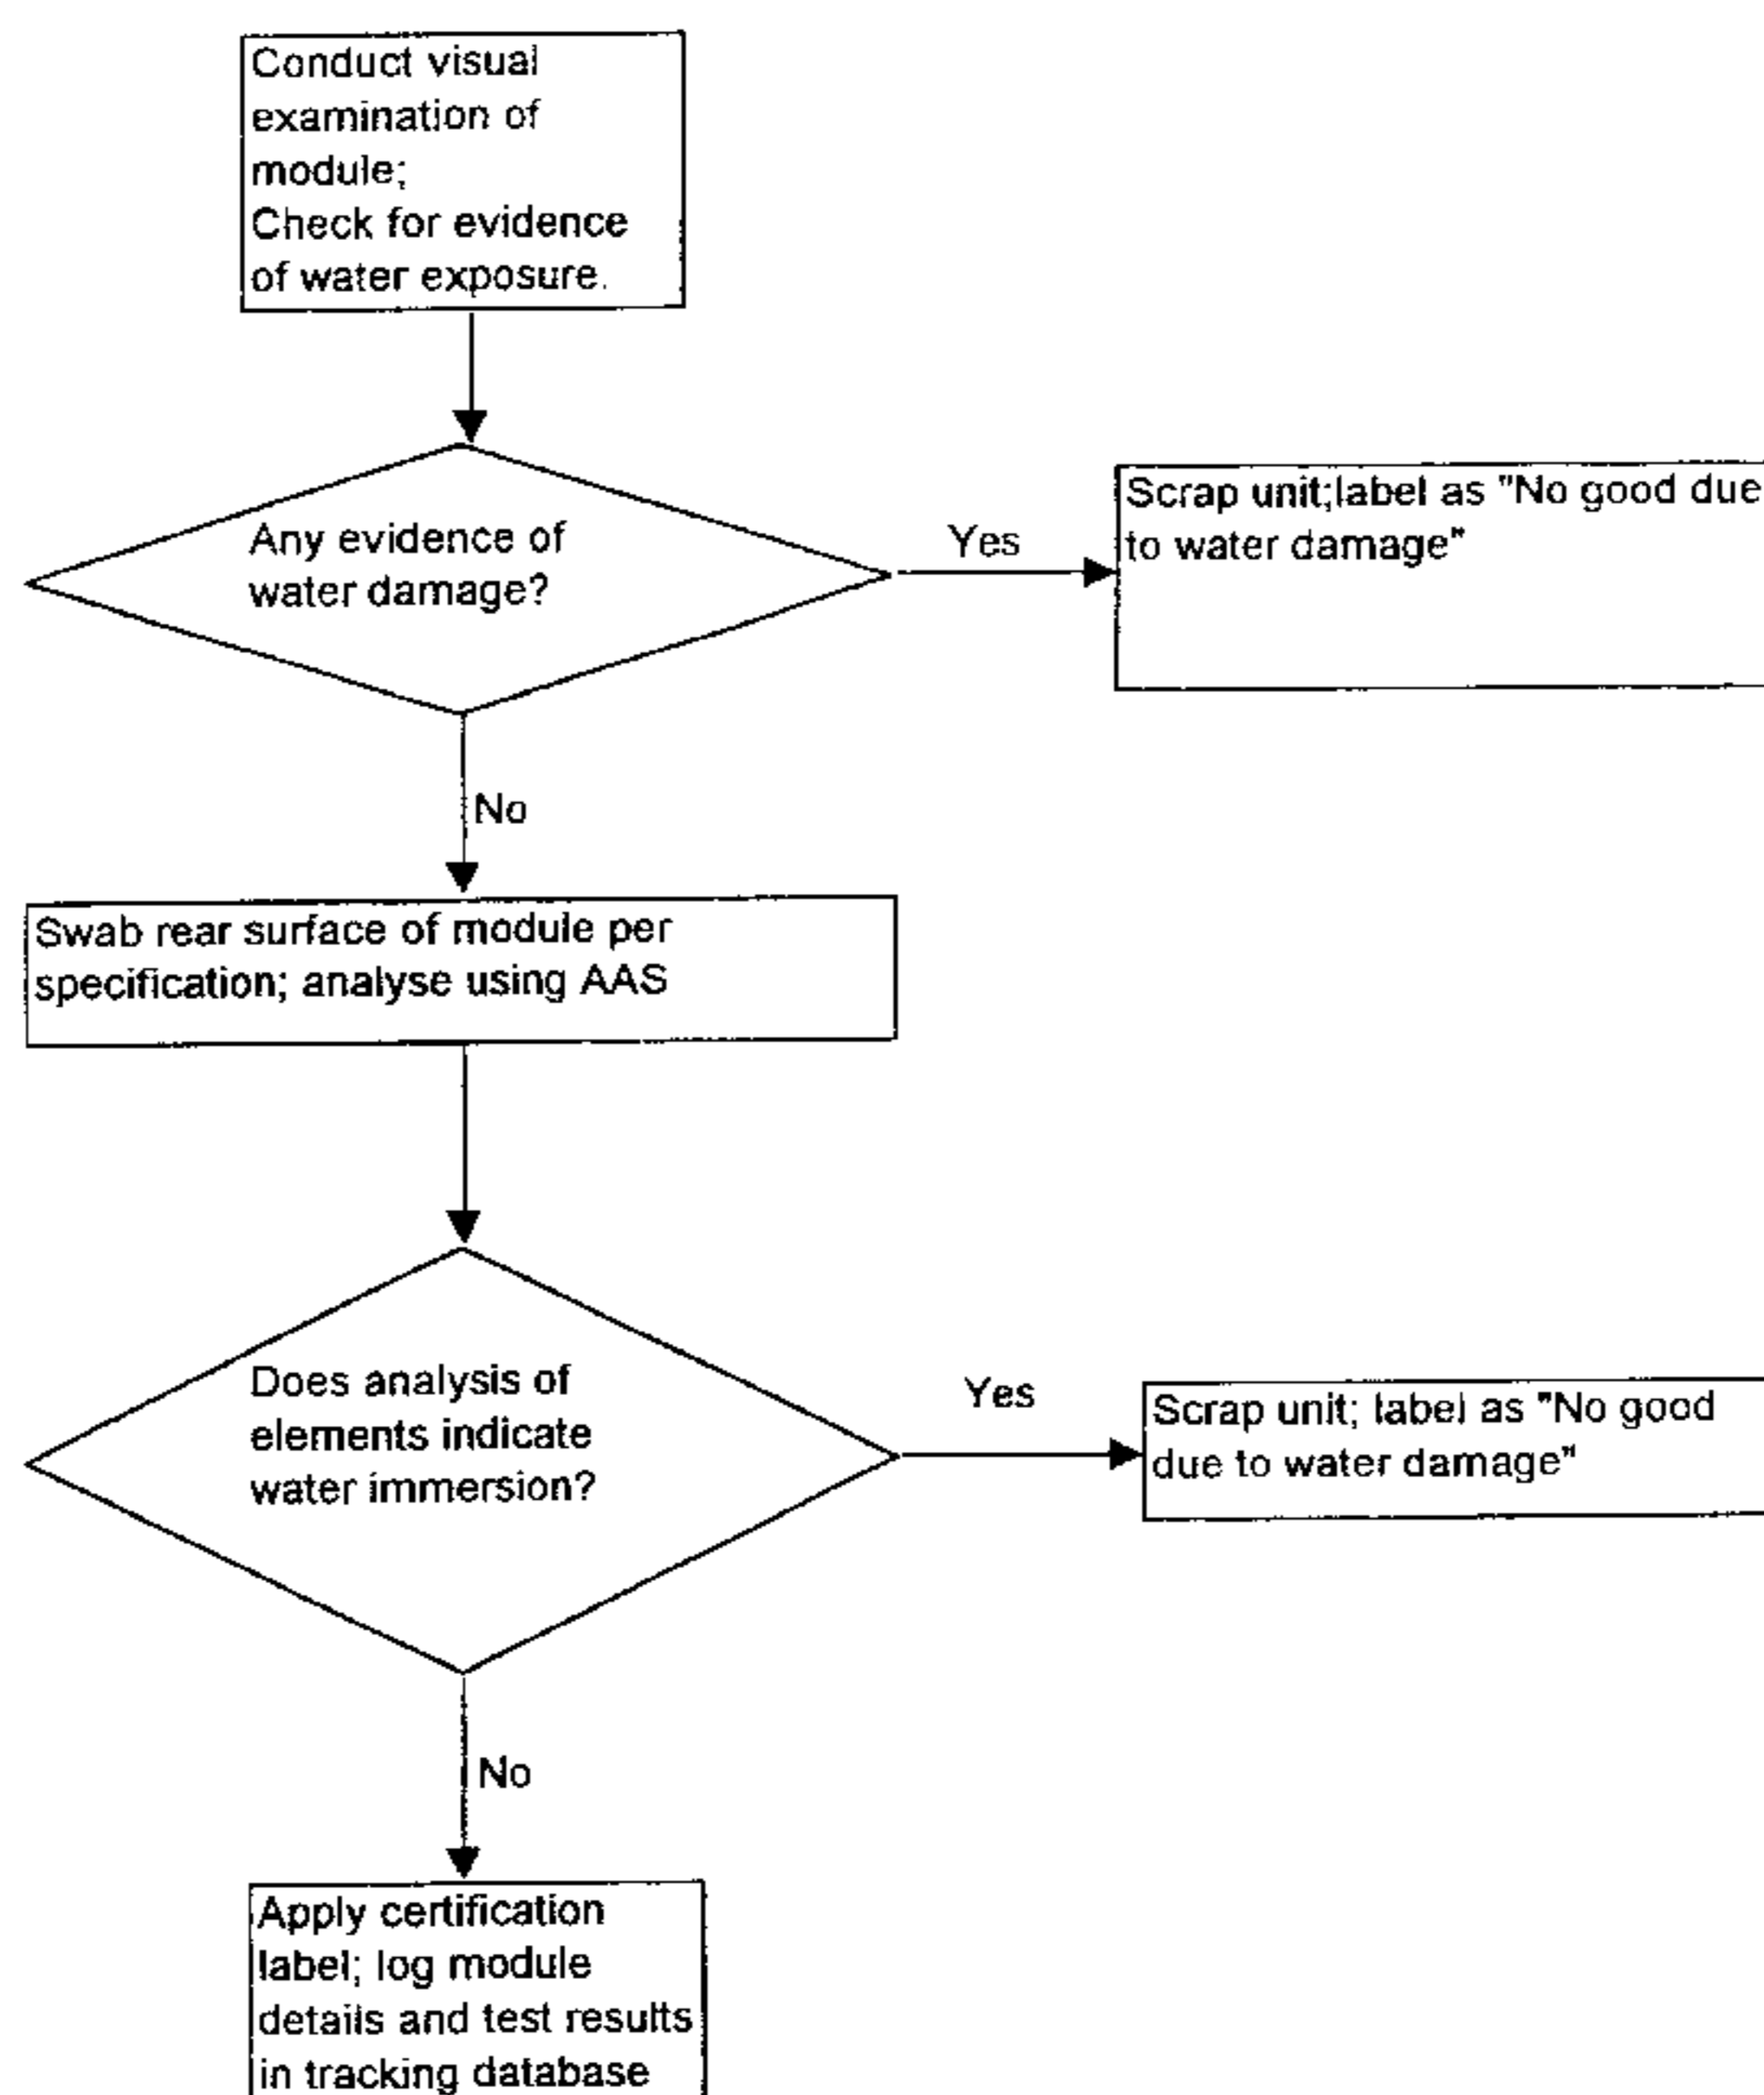 Conduct visual
examination of
module;
Check for evidence
of water exposure.
Any evidence of
water damage?
Yes
Scrap unit;label as "No good due
to water damage"
No
Swab rear surface of module per
specification; analyse using AAS
Does analysis of
elements indicate
water immersion?
Yes
Scrap unit; label as "No good
due to water damage"
No
Apply certification
label; log module
details and test results
in tracking database